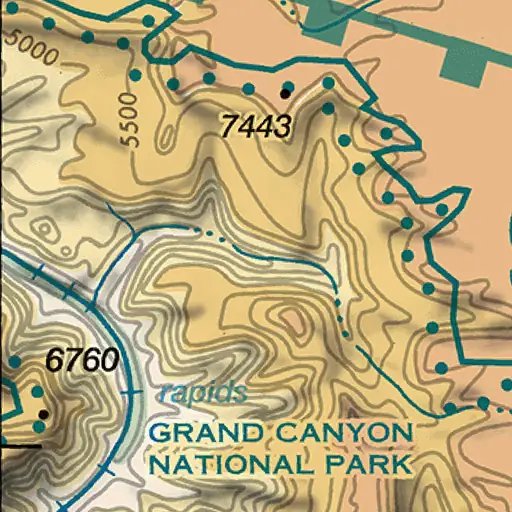 5000
5500
7443
6760
rapids
GRAND CANYON
NATIONAL PARK